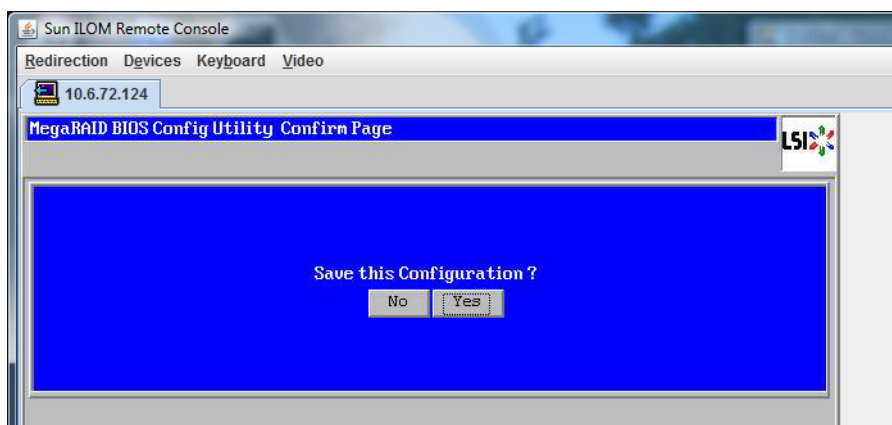 Sun ILOM Remote Console
Redirection Devices Keyboard Video
10.6.72.124
MegaRAID BIOS Config Utility Confirm Page
LSI
Save this Configuration ?
No Yes